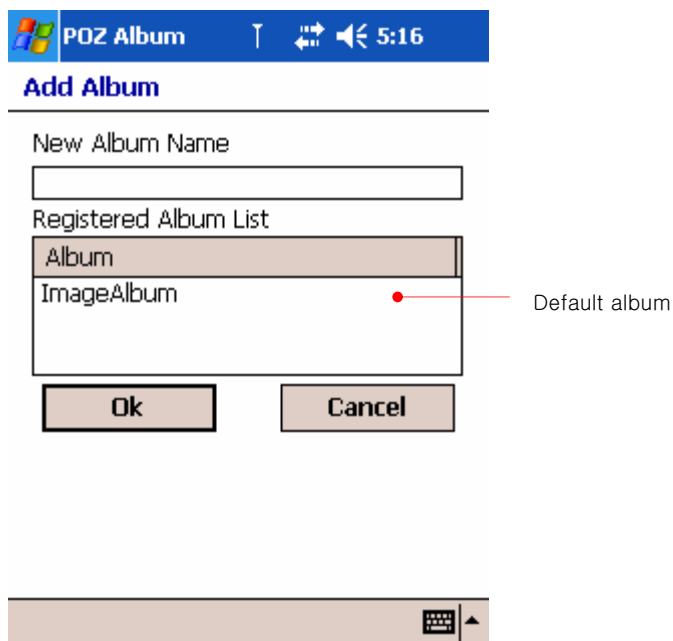 POZ Album 5:16
Add Album
New Album Name
Registered Album List
Album
ImageAlbum
Default album
Ok Cancel